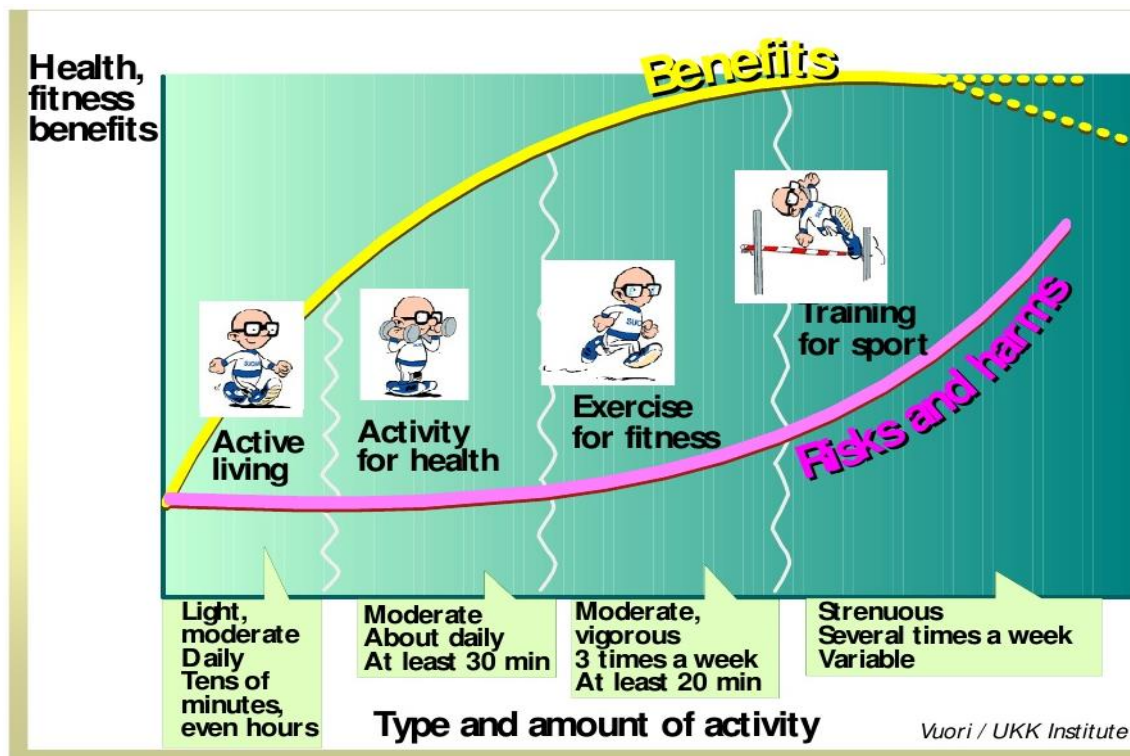 Health,
fitness
benefits
Benefits
Training
for sport
Risks and harms
Exercise
for fitness
Activity
for health
Active
living
Light,
moderate
Daily
Tens of
minutes,
even hours
Moderate
About daily
At least 30 min
Moderate,
vigorous
3 times a week
At least 20 min
Strenuous
Several times a week
Variable
Type and amount of activity
Vuori / UKK Institute